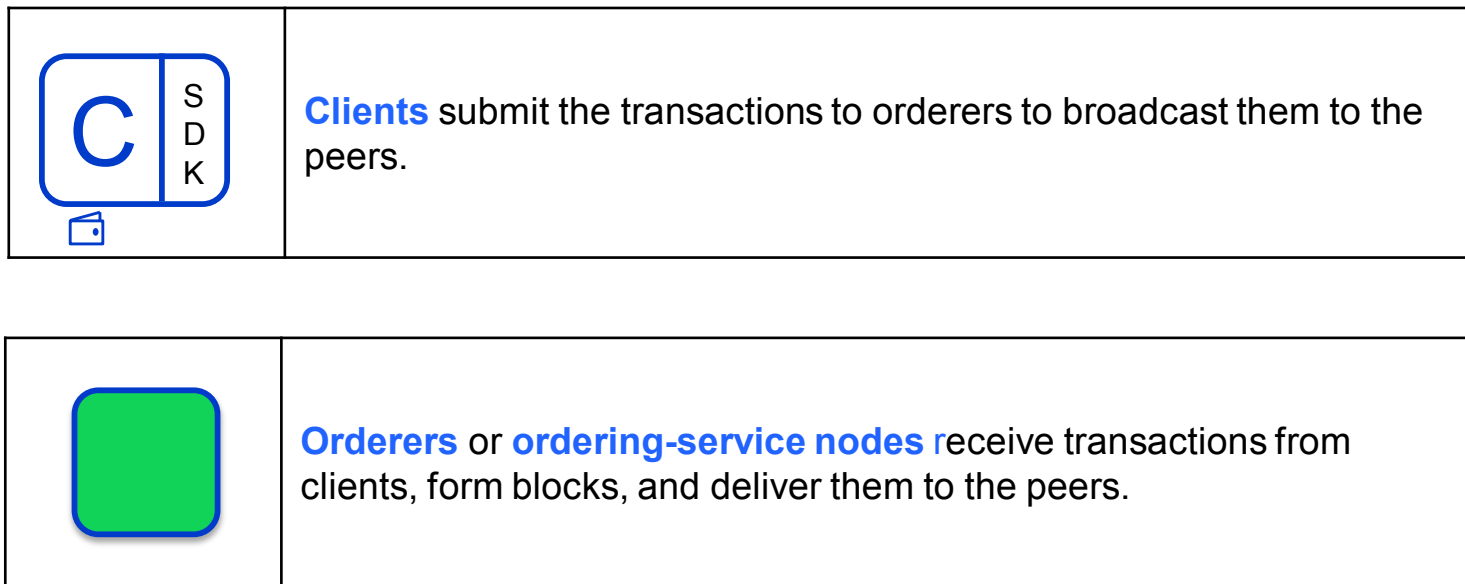 C
S
D
K
Clients submit the transactions to orderers to broadcast them to the
peers.
Orderers or ordering-service nodes receive transactions from
clients, form blocks, and deliver them to the peers.